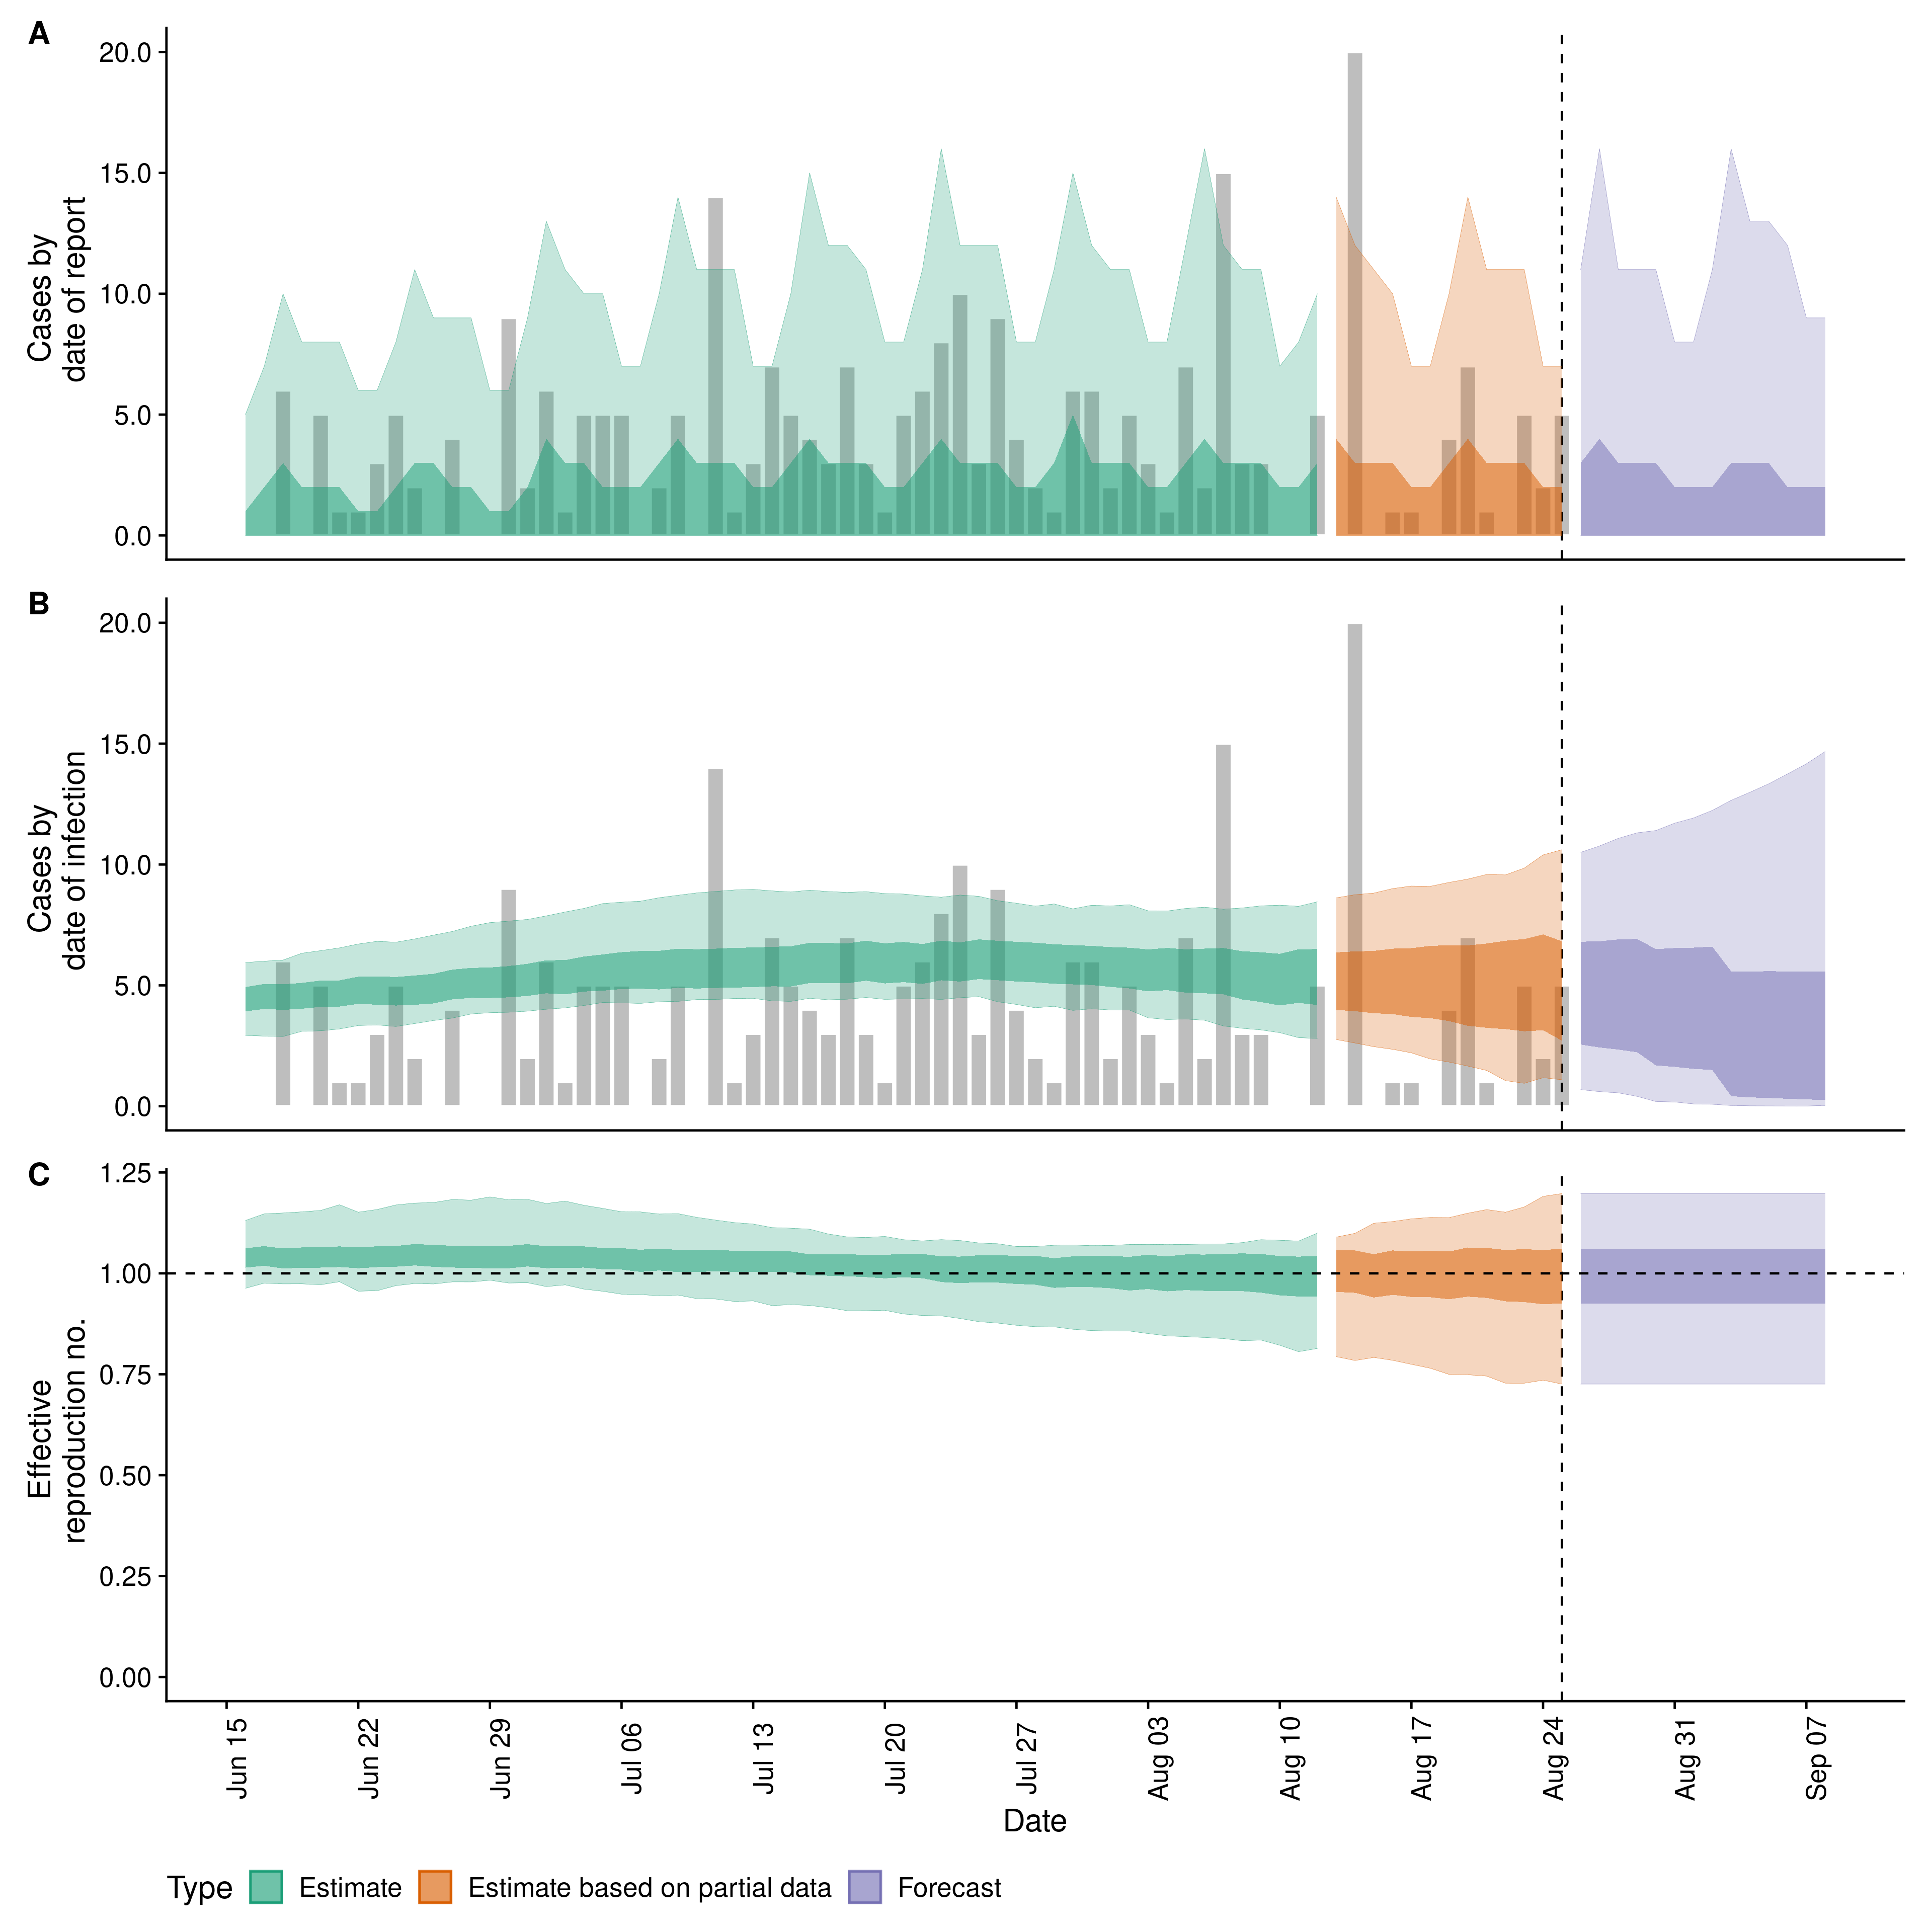 A
20.0
15.0
10.0
5.0
0.0
Cases by
date of report
B
20.0
15.0
10.0
5.0
0.0
Cases by
date of infection
C
1.25
1.00
0.75
0.50
0.25
0.00
Effective
reproduction no.
Jun 15
Jun 22
Jun 29
Jul 06
Jul 13
Jul 20
Jul 27
Aug 03
Aug 10
Aug 17
Aug 24
Aug 31
Sep 07
Date
Type Estimate Estimate based on partial data Forecast